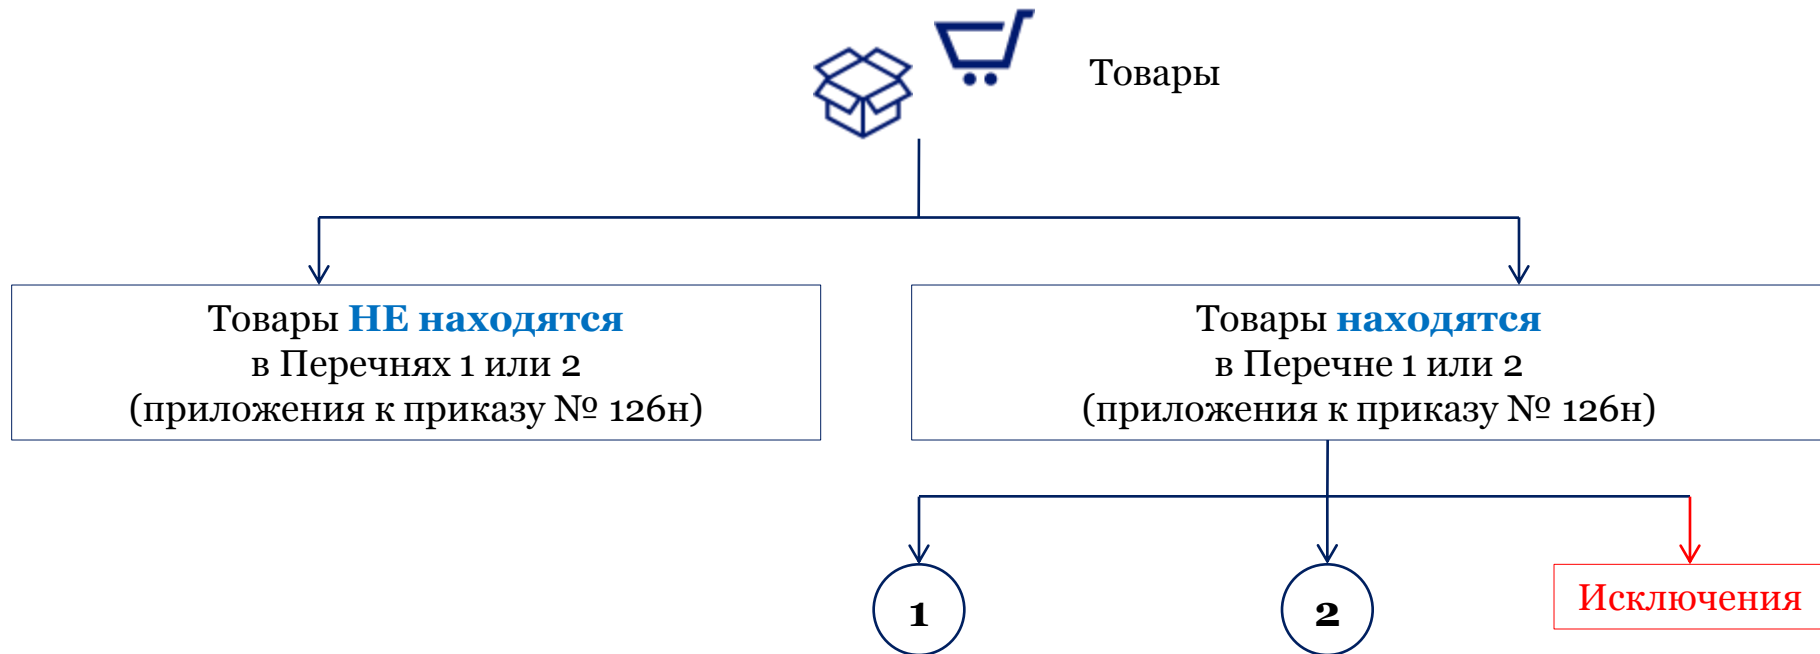 Товары
Товары НЕ находятся
в Перечнях 1 или 2
(приложения к приказу № 126н)
Товары находятся
в Перечне 1 или 2
(приложения к приказу № 126н)
1
2
Исключения